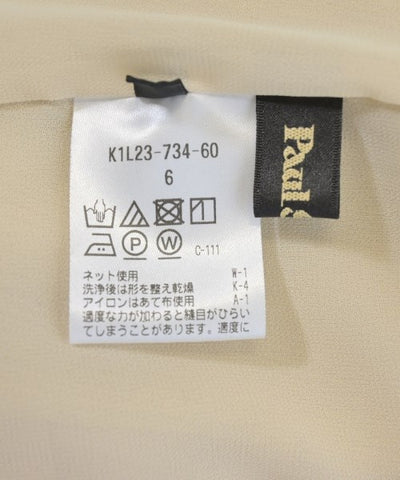 K1L23-734-60
6
P W C-111
ネット使用 W-1
洗浄後は形を整え乾燥 K-4
アイロンはあて布使用 A-1
過度な力が加わると縫目がひらい
てしまうことがあります。過度に
Paul